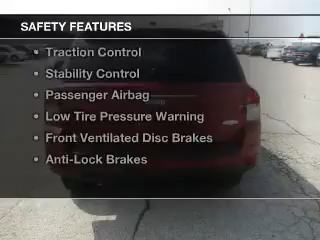 SAFETY FEATURES
• Traction Control
• Stability Control
• Passenger Airbag
• Low Tire Pressure Warning
• Front Ventilated Disc Brakes
• Anti-Lock Brakes